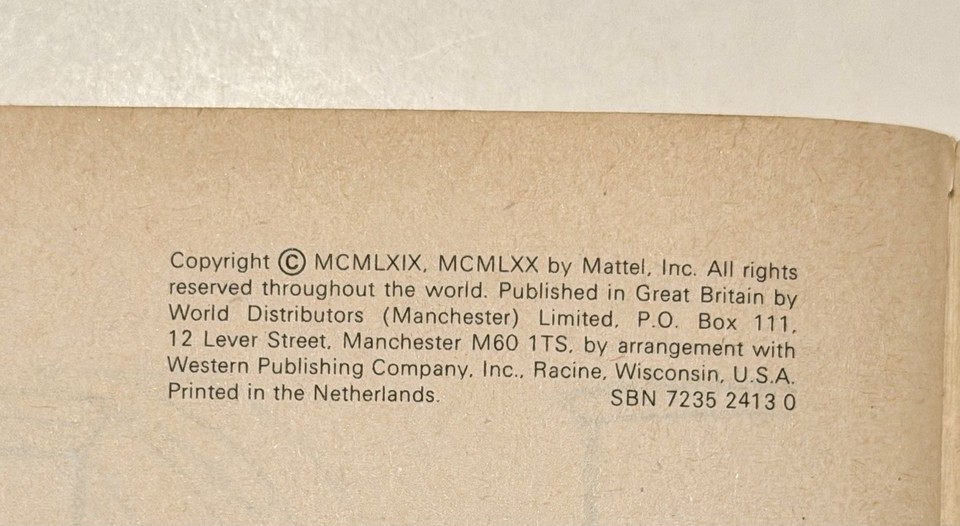 Copyright © MCMLXIX, MCMLXX by Mattel, Inc. All rights
reserved throughout the world. Published in Great Britain by
World Distributors (Manchester) Limited, P.O. Box 111,
12 Lever Street, Manchester M60 1TS, by arrangement with
Western Publishing Company, Inc., Racine, Wisconsin, U.S.A.
Printed in the Netherlands. SBN 7235 2413 0